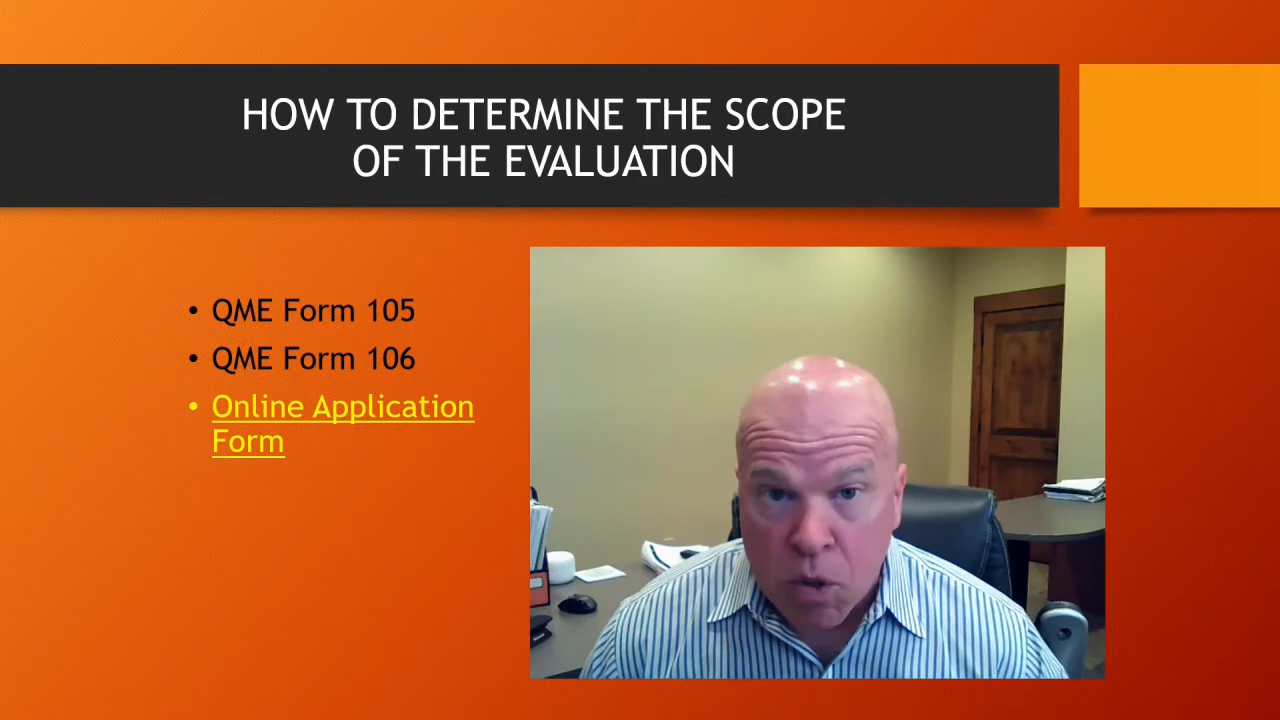 HOW TO DETERMINE THE SCOPE
OF THE EVALUATION
• QME Form 105
• QME Form 106
• Online Application
Form